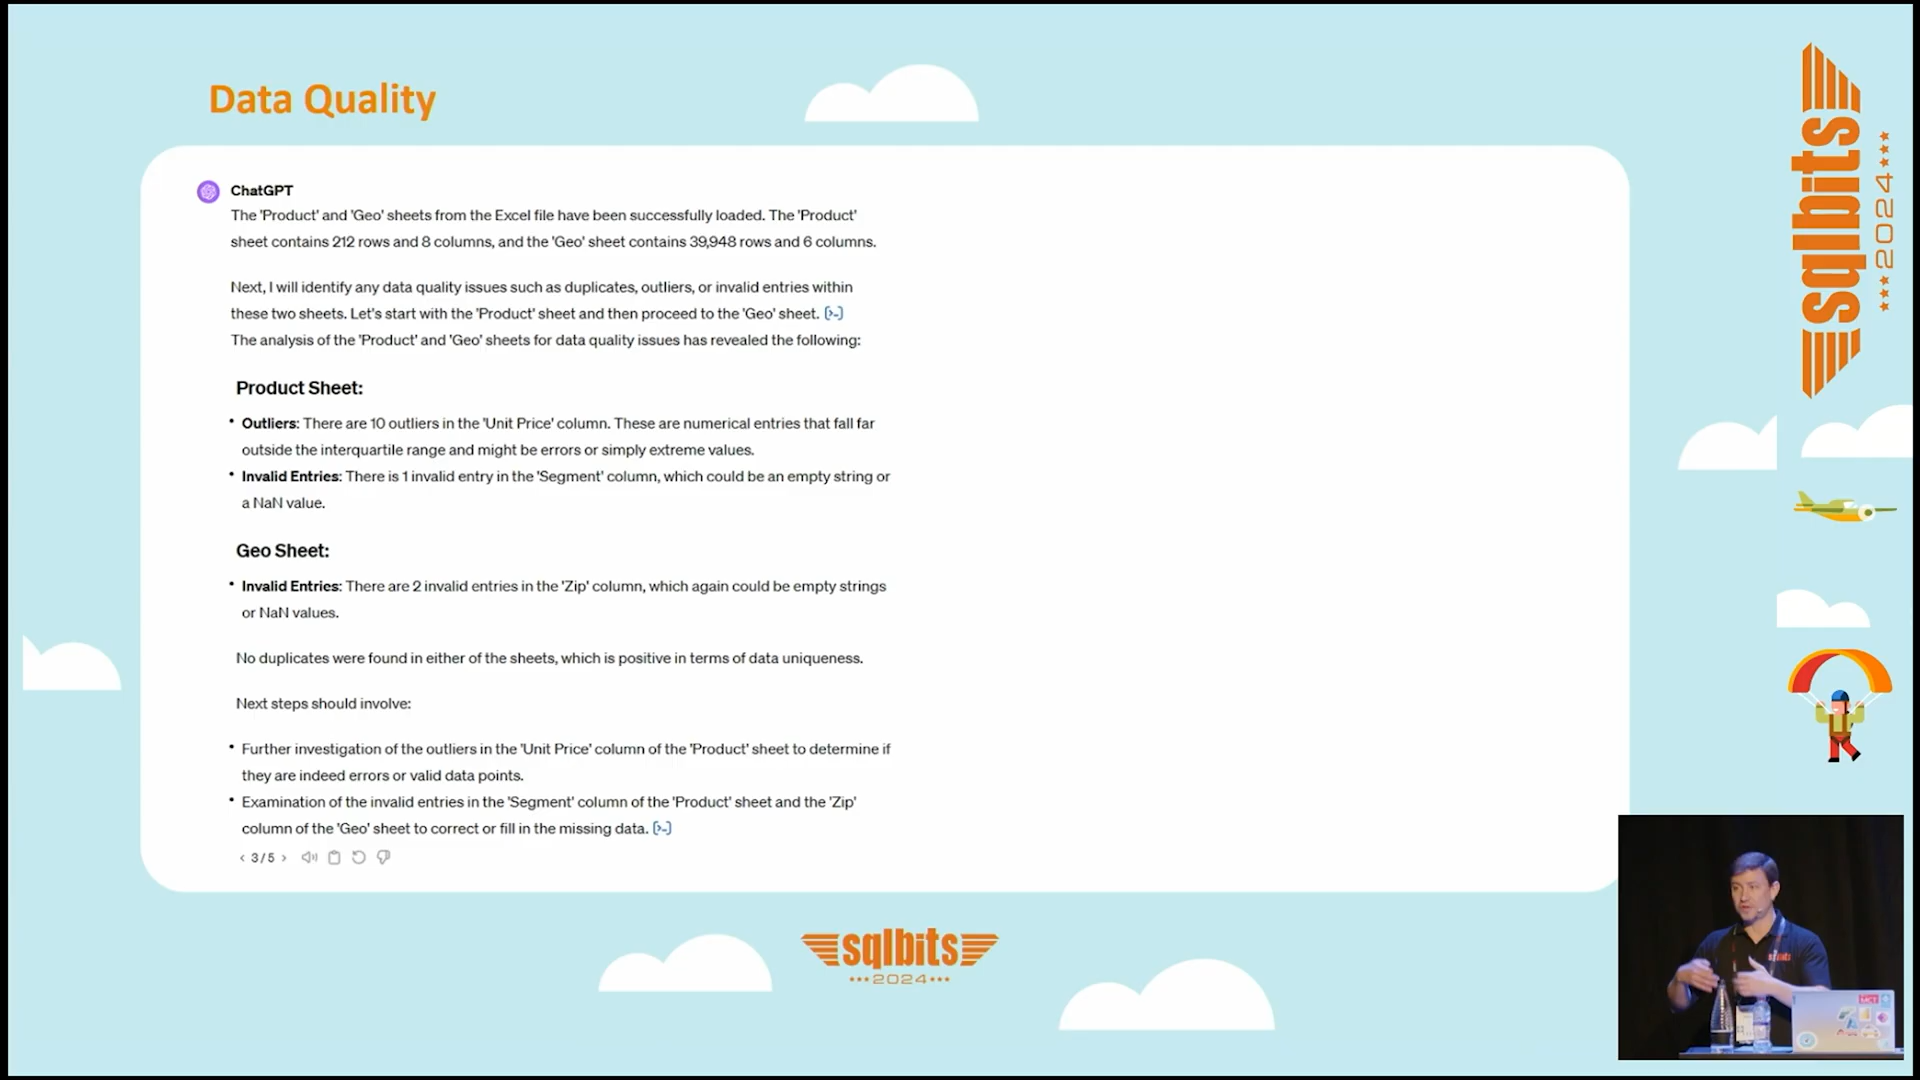 Data Quality
ChatGPT
The 'Product' and 'Geo' sheets from the Excel file have been successfully loaded. The 'Product'
sheet contains 212 rows and 8 columns, and the 'Geo' sheet contains 39,948 rows and 6 columns.
Next, I will identify any data quality issues such as duplicates, outliers, or invalid entries within
these two sheets. Let's start with the 'Product' sheet and then proceed to the 'Geo' sheet. [>-]
The analysis of the 'Product' and 'Geo' sheets for data quality issues has revealed the following:
Product Sheet:
• Outliers: There are 10 outliers in the 'Unit Price' column. These are numerical entries that fall far
outside the interquartile range and might be errors or simply extreme values.
• Invalid Entries: There is 1 invalid entry in the 'Segment' column, which could be an empty string or
a NaN value.
Geo Sheet:
• Invalid Entries: There are 2 invalid entries in the 'Zip' column, which again could be empty strings
or NaN values.
No duplicates were found in either of the sheets, which is positive in terms of data uniqueness.
Next steps should involve:
• Further investigation of the outliers in the 'Unit Price' column of the 'Product' sheet to determine if
they are indeed errors or valid data points.
• Examination of the invalid entries in the 'Segment' column of the 'Product' sheet and the 'Zip'
column of the 'Geo' sheet to correct or fill in the missing data. [>-]
< 3/5 >
sqlbits
2024
sqlbits
2024